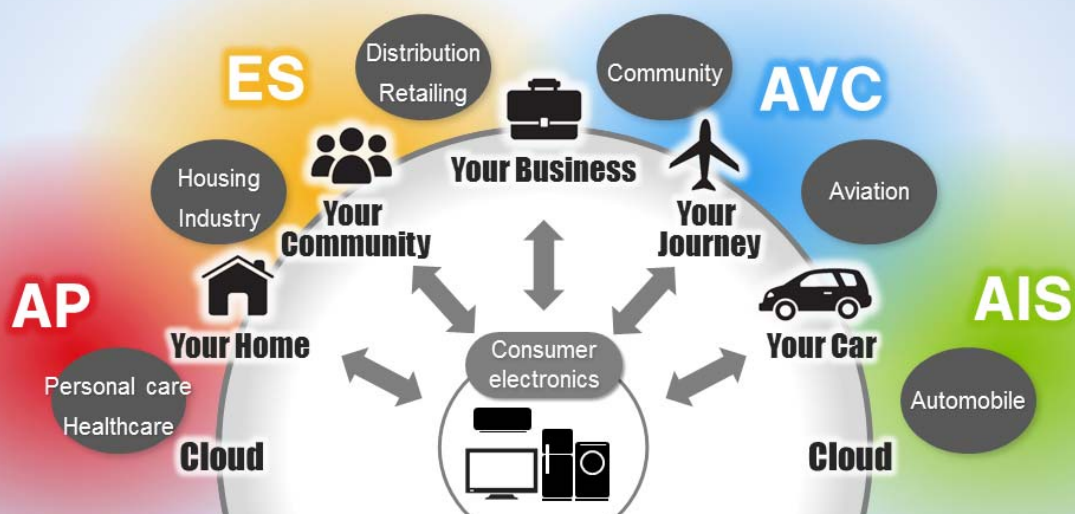 ES
Distribution
Retailing
Community
AVC
Your Business
Housing
Industry
Your
Community
Your
Journey
Aviation
AP
AIS
Your Home
Your Car
Consumer
electronics
Personal care
Healthcare
Automobile
Cloud
Cloud